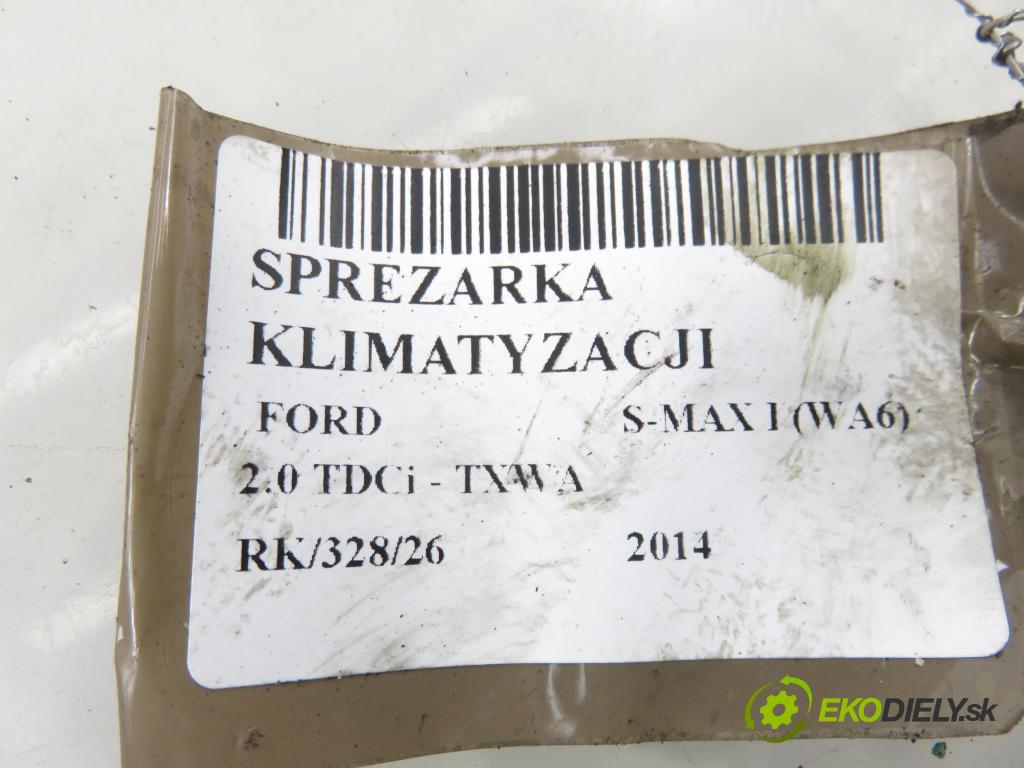 SPREZARKA
KLIMATYZACJI
FORD S-MAX I (WA6)
2.0 TDCi - TXWA
RK/328/26 2014
EKODIELY.sk